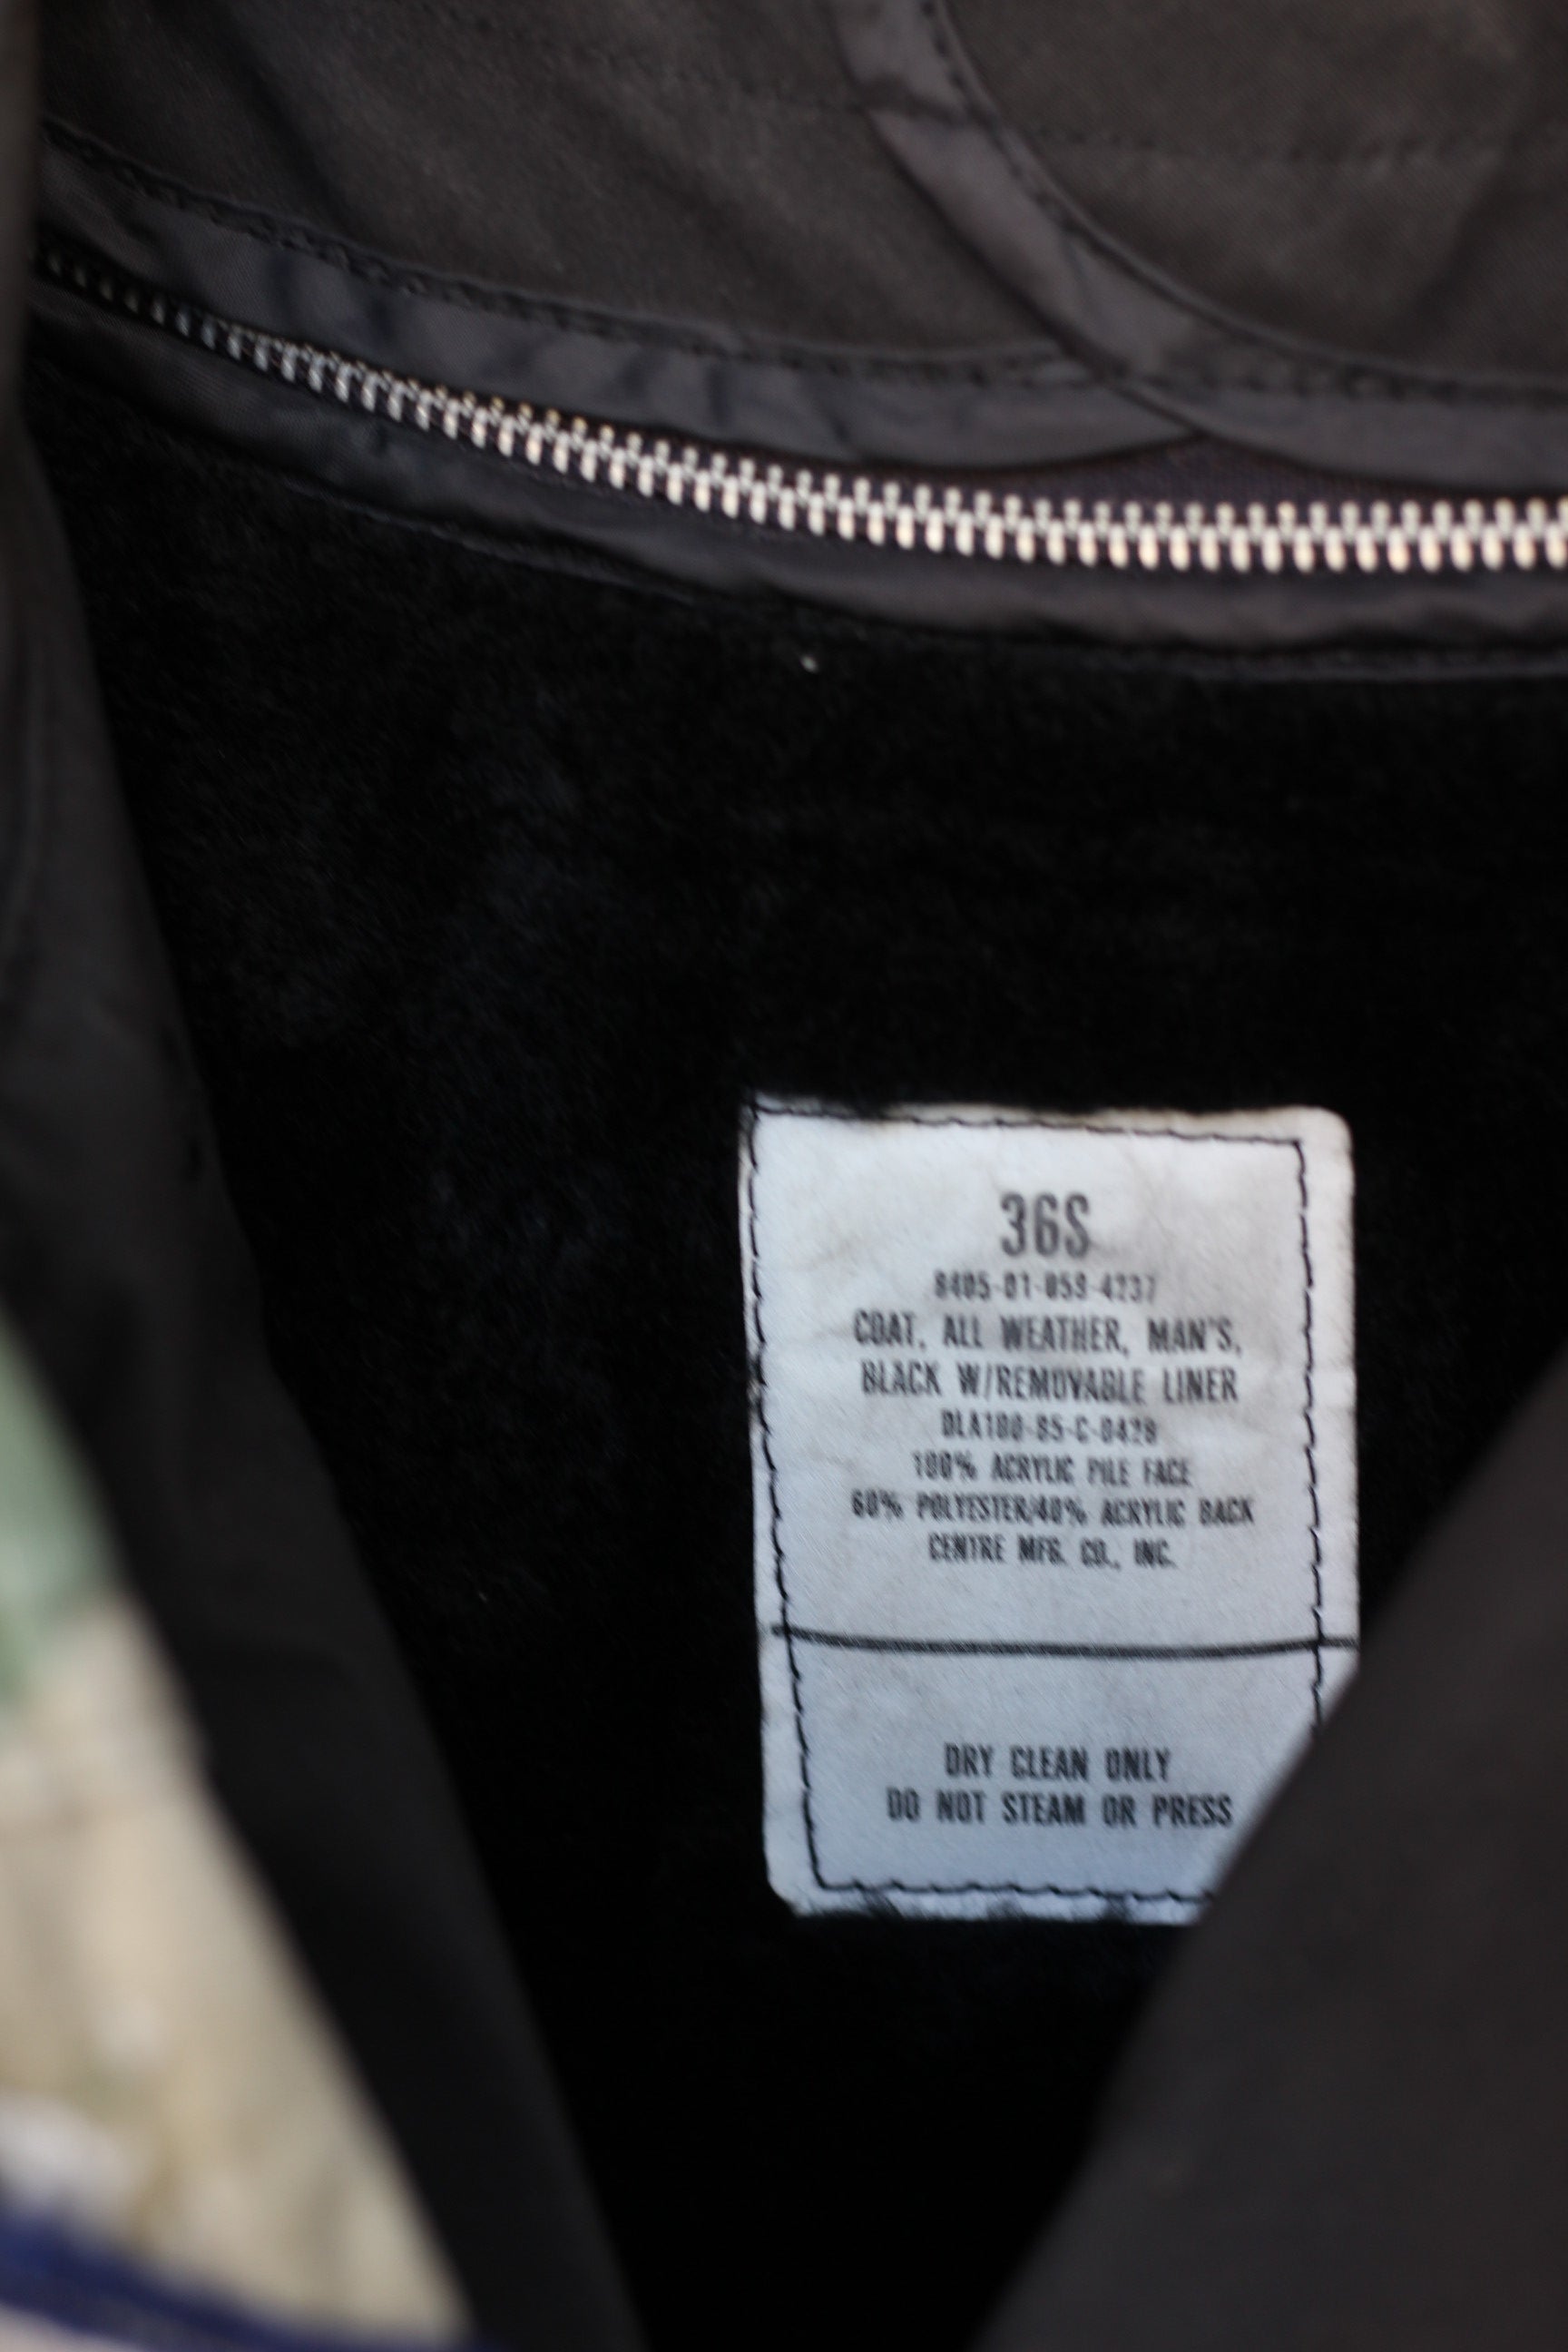 36S
8405-01-059-4237
COAT, ALL WEATHER, MAN'S,
BLACK W/REMOVABLE LINER
DLA100-85-C-0429
100% ACRYLIC PILE FACE
60% POLYESTER/40% ACRYLIC BACK
CENTRE MFG. CO., INC.
DRY CLEAN ONLY
DO NOT STEAM OR PRESS